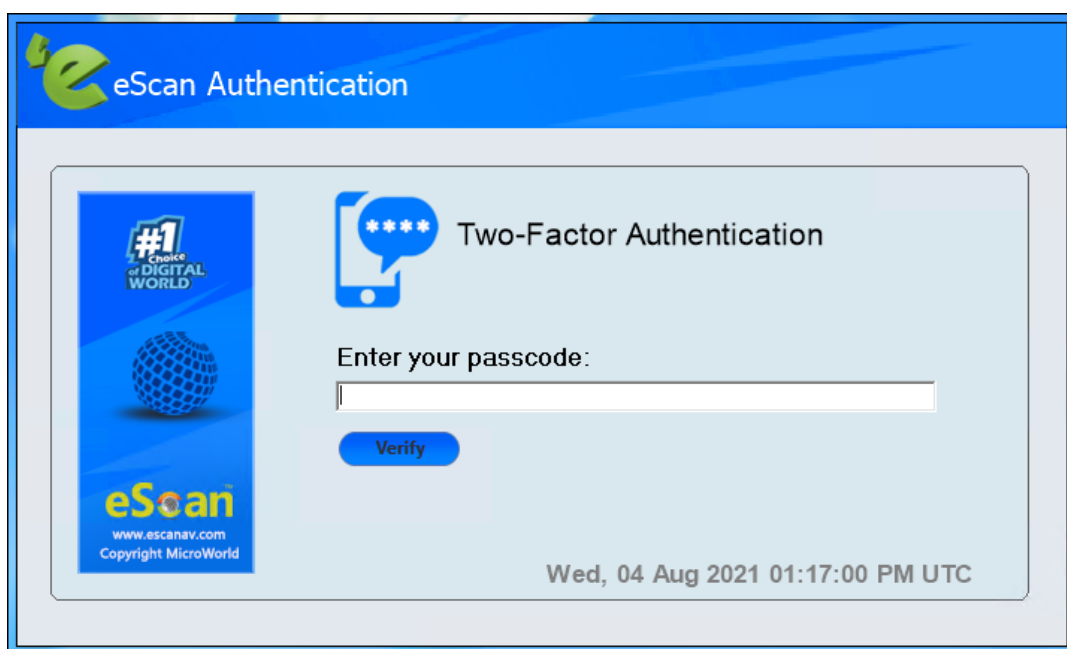 eScan Authentication
#1
Choice
of DIGITAL
WORLD
****
Two-Factor Authentication
Enter your passcode:
Verify
eScan™
www.escanav.com
Copyright MicroWorld
Wed, 04 Aug 2021 01:17:00 PM UTC